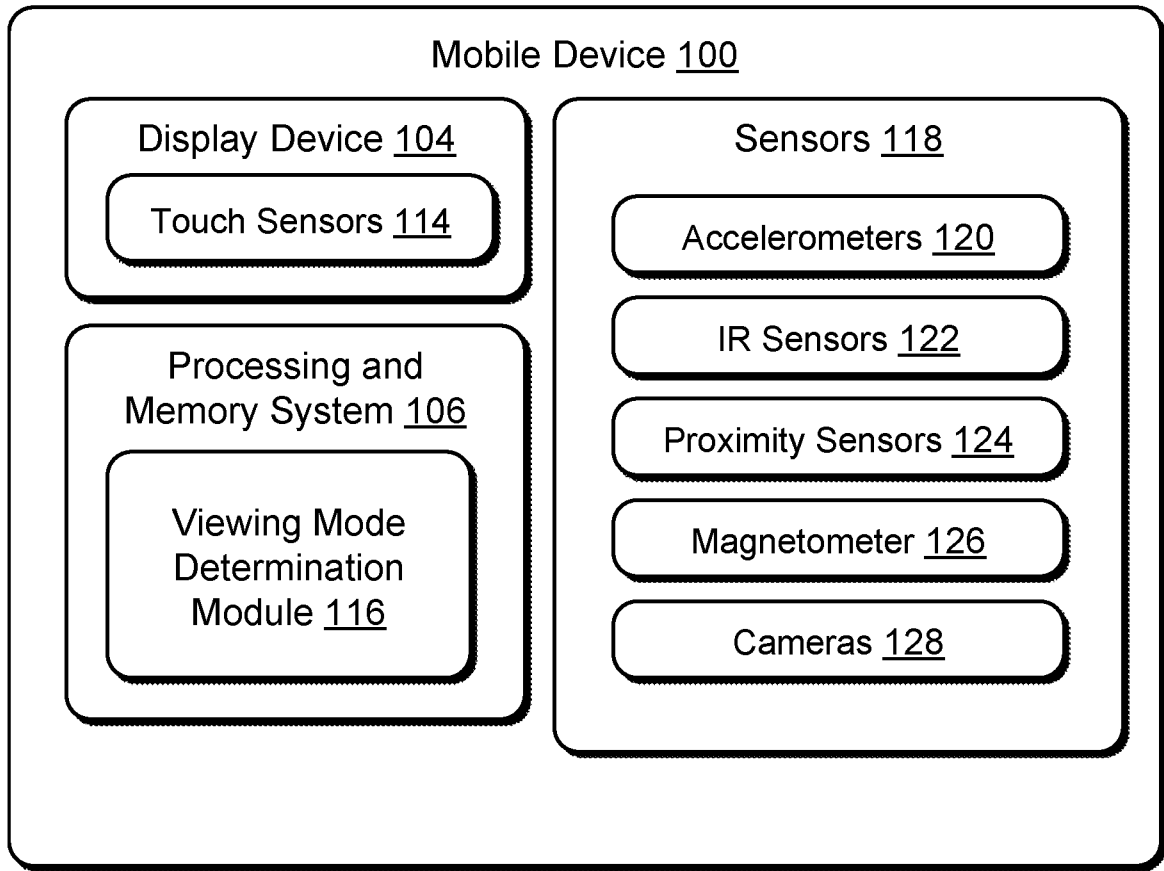 Mobile Device 100
Display Device 104
Touch Sensors 114
Processing and
Memory System 106
Viewing Mode
Determination
Module 116
Sensors 118
Accelerometers 120
IR Sensors 122
Proximity Sensors 124
Magnetometer 126
Cameras 128